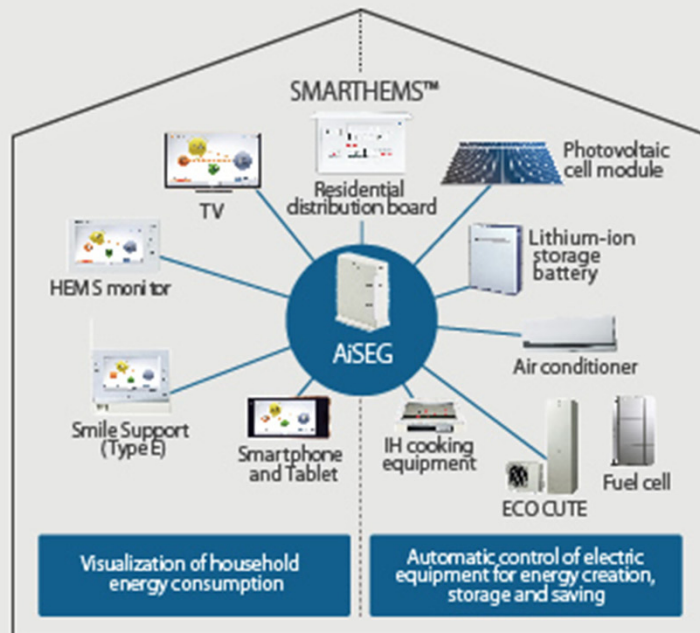 SMARTHEMS™
TV
Residential
distribution board
Photovoltaic
cell module
HEMS monitor
Lithium-ion
storage
battery
AiSEG
Air conditioner
Smile Support
(Type E)
Smartphone
and Tablet
IH cooking
equipment
ECO CUTE
Fuel cell
Visualization of household
energy consumption
Automatic control of electric
equipment for energy creation,
storage and saving